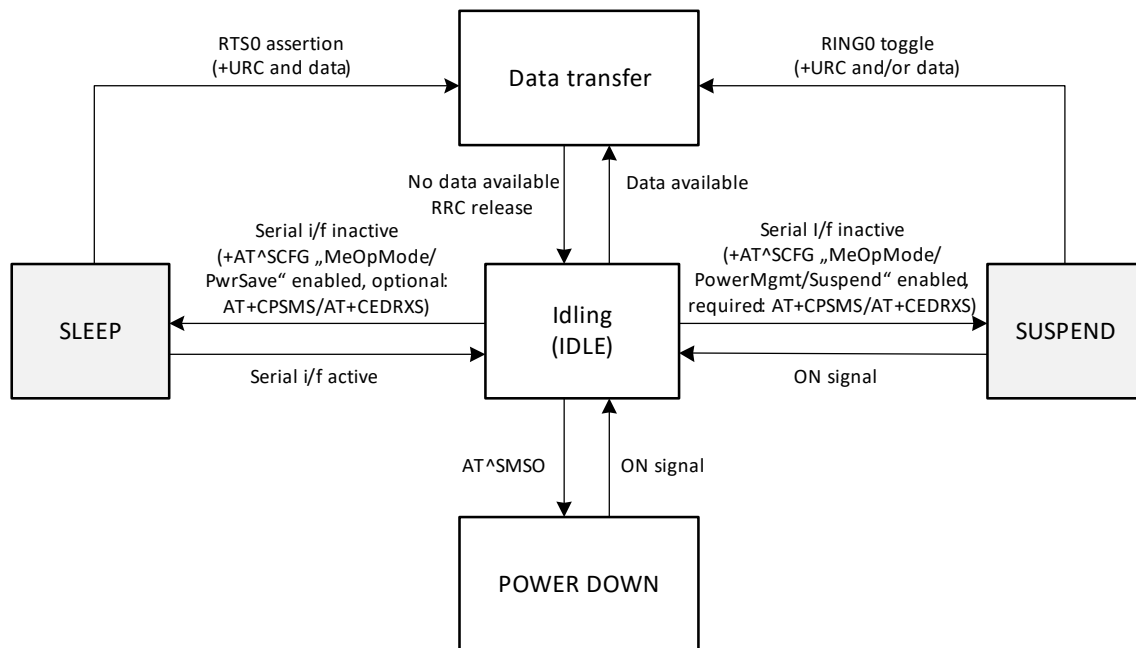 RTS0 assertion
(+URC and data)
RING0 toggle
(+URC and/or data)
Data transfer
No data available
RRC release
Data available
Serial i/f inactive
(+AT^SCFG „MeOpMode/
PwrSave“ enabled, optional:
AT+CPSMS/AT+CEDRXS)
Serial I/f inactive
(+AT^SCFG „MeOpMode/
PowerMgmt/Suspend“ enabled,
required: AT+CPSMS/AT+CEDRXS)
SLEEP
Idling
(IDLE)
SUSPEND
Serial i/f active
ON signal
AT^SMSO
ON signal
POWER DOWN